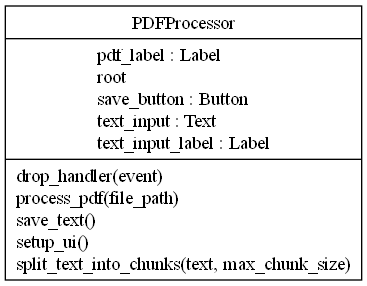 PDFProcessor
pdf_label : Label
root
save_button : Button
text_input : Text
text_input_label : Label
drop_handler(event)
process_pdf(file_path)
save_text()
setup_ui()
split_text_into_chunks(text, max_chunk_size)